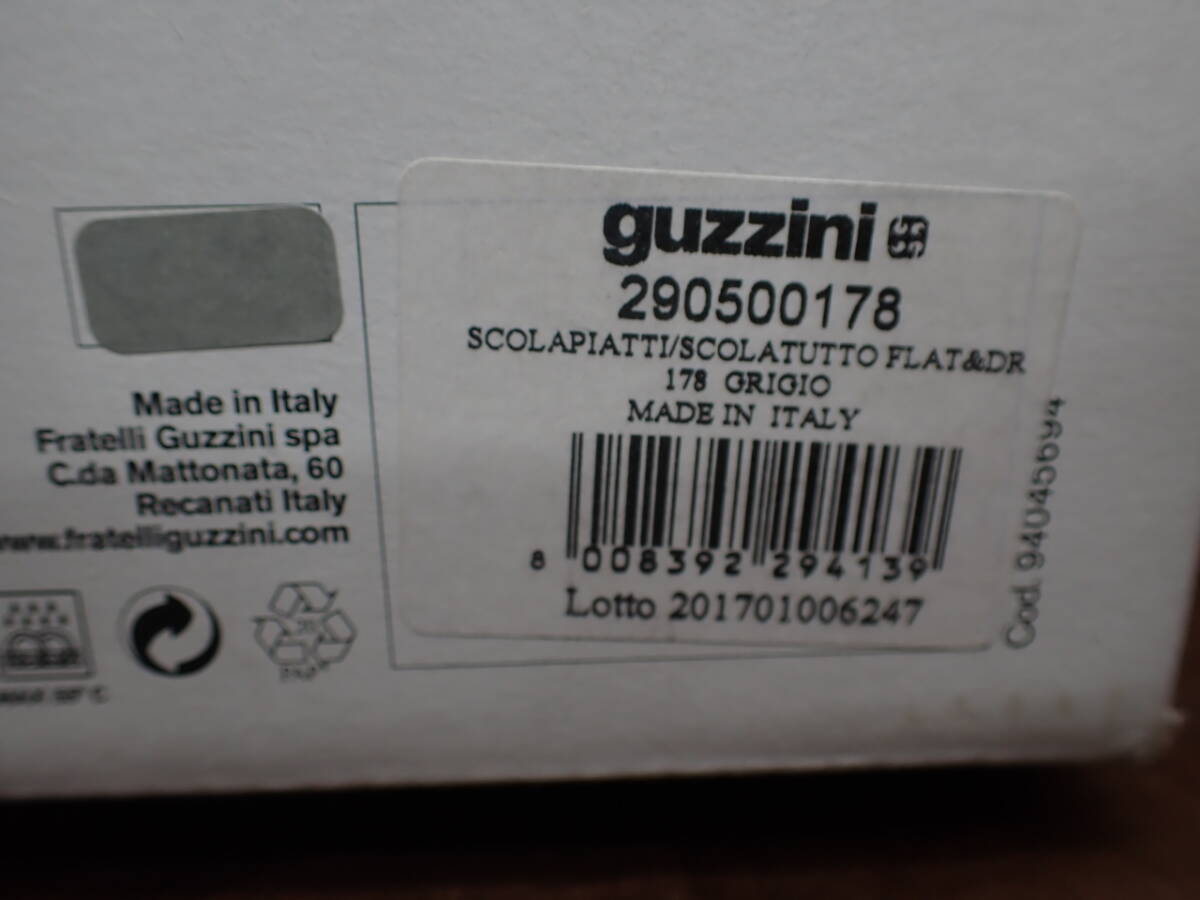 Made in Italy
Fratelli Guzzini spa
C.da Mattonata, 60
Recanati Italy
www.fratelliguzzini.com
guzzini
290500178
SCOLAPIATTI/SCOLATUTTO FLAT&DR
178 GRIGIO
MADE IN ITALY
8 008392 294139
Lotto 201701006247
Cod. 94045694